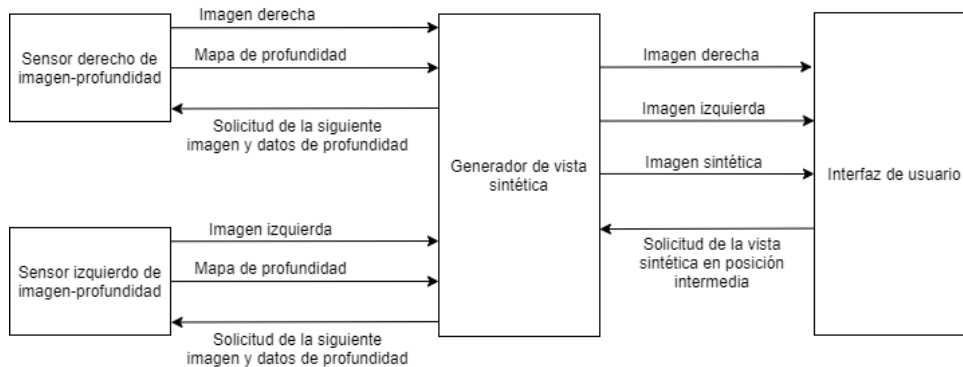 Sensor derecho de
imagen-profundidad
Imagen derecha
Mapa de profundidad
Solicitud de la siguiente
imagen y datos de profundidad
Sensor izquierdo de
imagen-profundidad
Imagen izquierda
Mapa de profundidad
Solicitud de la siguiente
imagen y datos de profundidad
Generador de vista
sintética
Imagen derecha
Imagen izquierda
Imagen sintética
Solicitud de la vista
sintética en posición
intermedia
Interfaz de usuario